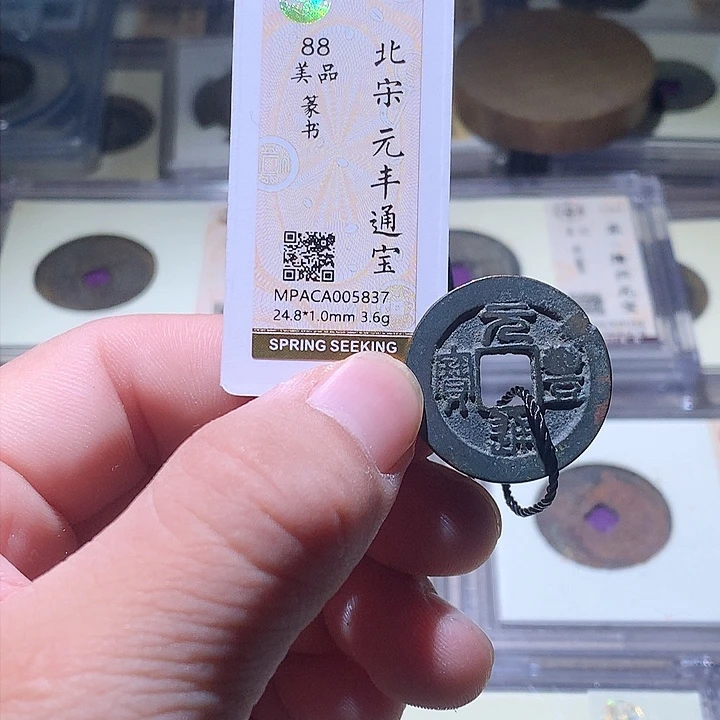 北宋 元丰通宝
88
美品
篆书
MPACA005837
24.8*1.0mm 3.6g
SPRING SEEKING
元豐通寶